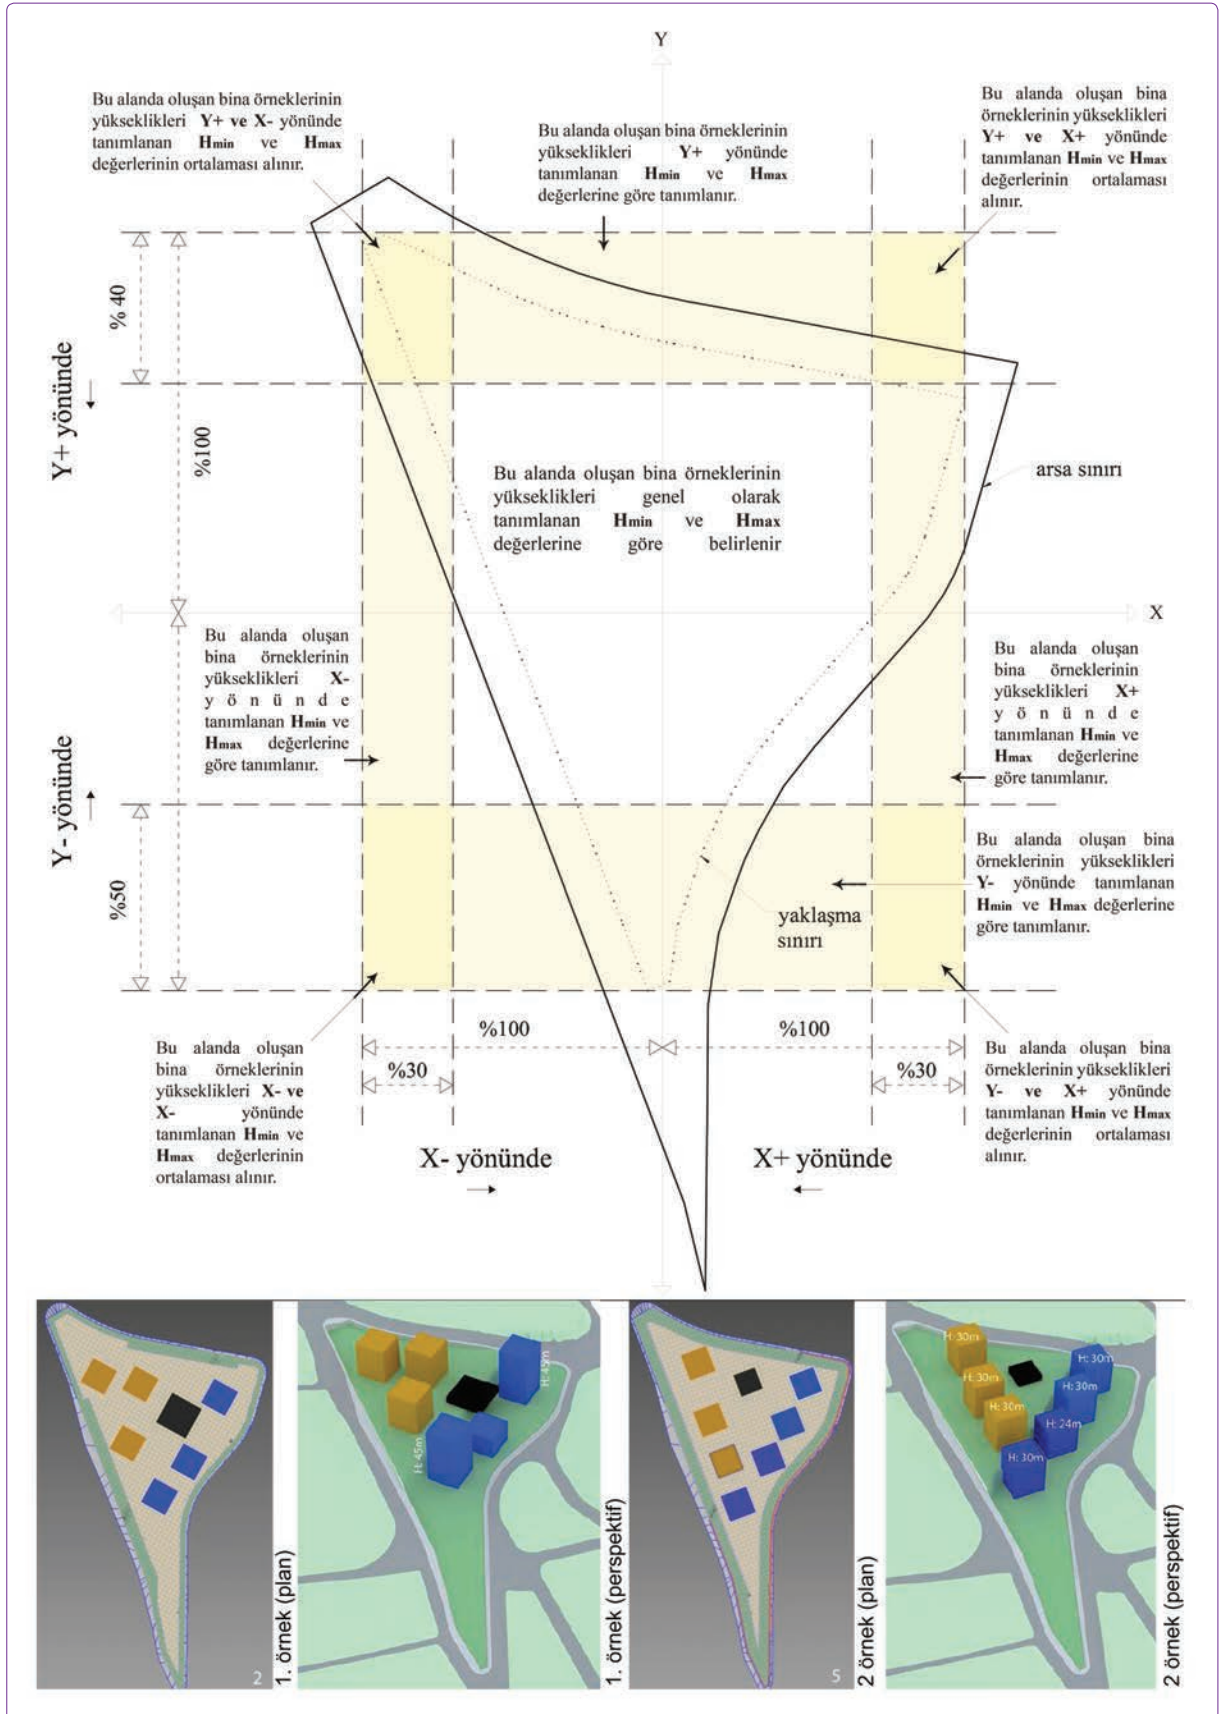 Y
Bu alanda oluşan bina örneklerinin
yükseklikleri Y+ ve X- yönünde
tanımlanan Hmin ve Hmax
değerlerinin ortalaması alınır.
Bu alanda oluşan bina örneklerinin
yükseklikleri Y+ yönünde
tanımlanan Hmin ve Hmax
değerlerine göre tanımlanır.
Bu alanda oluşan bina
örneklerinin yükseklikleri
Y+ ve X+ yönünde
tanımlanan Hmin ve Hmax
değerlerinin ortalaması
alınır.
% 40
Y+ yönünde
%100
Bu alanda oluşan bina örneklerinin
yükseklikleri genel olarak
tanımlanan Hmin ve Hmax
değerlerine göre belirlenir
arsa sınırı
X
Bu alanda oluşan
bina örneklerinin
yükseklikleri X-
yönünde
tanımlanan Hmin ve
Hmax değerlerine
göre tanımlanır.
Bu alanda oluşan
bina örneklerinin
yükseklikleri X+
yönünde
tanımlanan Hmin ve
Hmax değerlerine
göre tanımlanır.
Y- yönünde
%50
Bu alanda oluşan bina
örneklerinin yükseklikleri
Y- yönünde tanımlanan
Hmin ve Hmax değerlerine
göre tanımlanır.
yaklaşma
sınırı
%100
%100
%30
%30
Bu alanda oluşan
bina örneklerinin
yükseklikleri X- ve
X- yönünde
tanımlanan Hmin ve
Hmax değerlerinin
ortalaması alınır.
Bu alanda oluşan bina
örneklerinin yükseklikleri
Y- ve X+ yönünde
tanımlanan Hmin ve Hmax
değerlerinin ortalaması
alınır.
X- yönünde
X+ yönünde
2
1. örnek (plan)
H: 45m
H: 45m
1. örnek (perspektif)
5
2 örnek (plan)
H: 30m
H: 30m
H: 30m
H: 30m
H: 30m
H: 24m
H: 30m
2 örnek (perspektif)